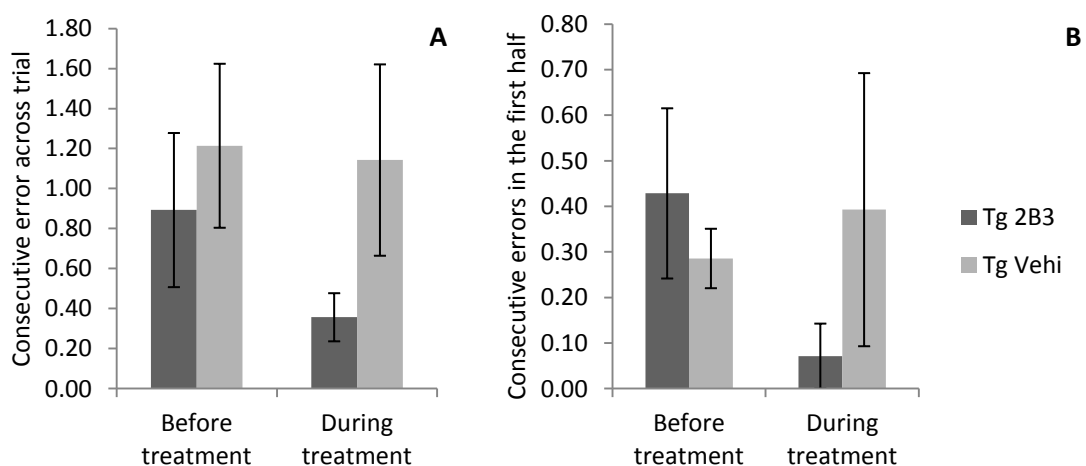 A
Consecutive error across trial
1.80
1.60
1.40
1.20
1.00
0.80
0.60
0.40
0.20
0.00
Before
treatment
During
treatment
B
Consecutive errors in the first half
0.80
0.70
0.60
0.50
0.40
0.30
0.20
0.10
0.00
Before
treatment
During
treatment
Tg 2B3
Tg Vehi